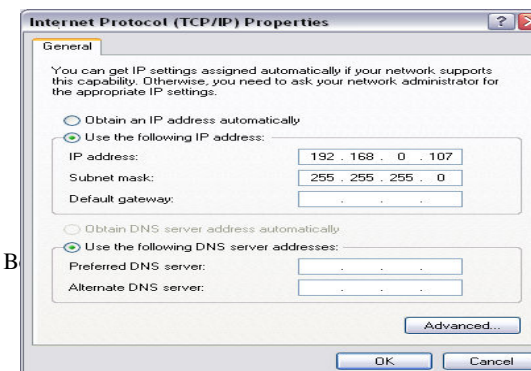 Internet Protocol (TCP/IP) Properties
General
You can get IP settings assigned automatically if your network supports
this capability. Otherwise, you need to ask your network administrator for
the appropriate IP settings.
Obtain an IP address automatically
Use the following IP address:
IP address: 192 . 168 . 0 . 107
Subnet mask: 255 . 255 . 255 . 0
Default gateway: . . .
Obtain DNS server address automatically
Use the following DNS server addresses:
Preferred DNS server: . . .
Alternate DNS server: . . .
Advanced...
OK Cancel